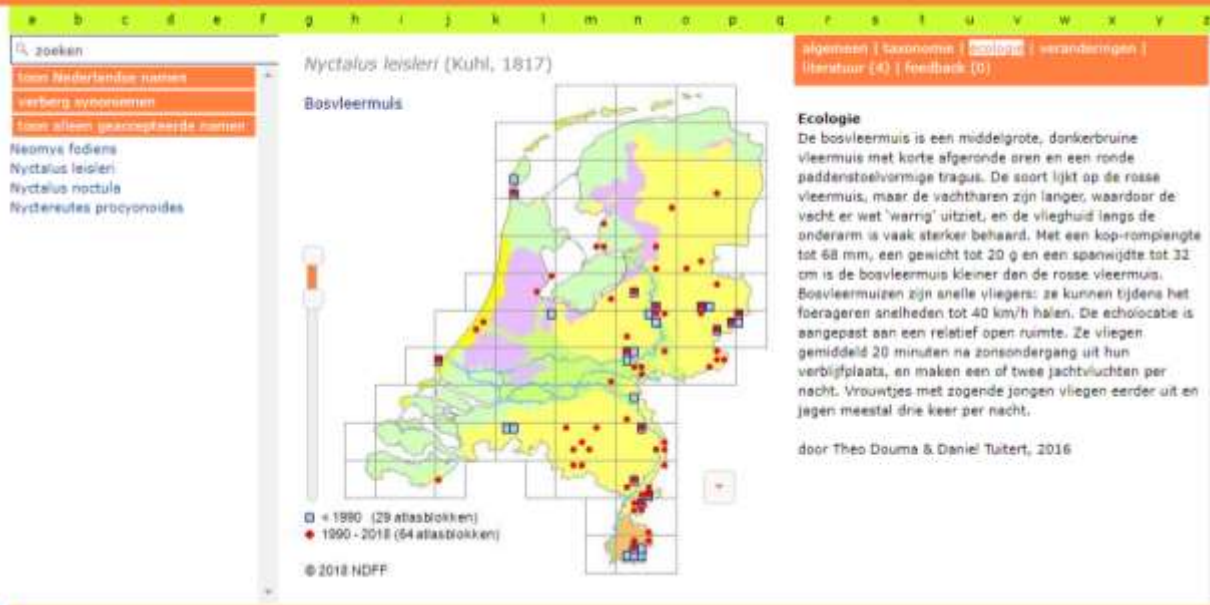 a b c d e f g h i j k l m n o p q r s t u v w x y z
zoeken
toon Nederlandse namen
verberg synoniemen
toon alleen geaccepteerde namen
Neomys fodiens
Nyctalus leisleri
Nyctalus noctula
Nyctereutes procyonoides
Nyctalus leisleri (Kuhl, 1817)
Bosvleermuis
< 1990 (29 atlasblokken)
1990 - 2018 (64 atlasblokken)
© 2018 NDFF
algemeen | taxonomie | ecologie | veranderingen |
literatuur (4) | feedback (0)
Ecologie
De bosvleermuis is een middelgrote, donkerbruine
vleermuis met korte afgeronde oren en een ronde
paddenstoelvormige tragus. De soort lijkt op de rosse
vleermuis, maar de vachtharen zijn langer, waardoor de
vacht er wat 'warrig' uitziet, en de vlieghuid langs de
onderarm is vaak sterker behaard. Met een kop-romplengte
tot 68 mm, een gewicht tot 20 g en een spanwijdte tot 32
cm is de bosvleermuis kleiner dan de rosse vleermuis.
Bosvleermuizen zijn snelle vliegers: ze kunnen tijdens het
foerageren snelheden tot 40 km/h halen. De echolocatie is
aangepast aan een relatief open ruimte. Ze vliegen
gemiddeld 20 minuten na zonsondergang uit hun
verblijfplaats, en maken een of twee jachtvluchten per
nacht. Vrouwtjes met zogende jongen vliegen eerder uit en
jagen meestal drie keer per nacht.
door Theo Douma & Daniel Tuitert, 2016